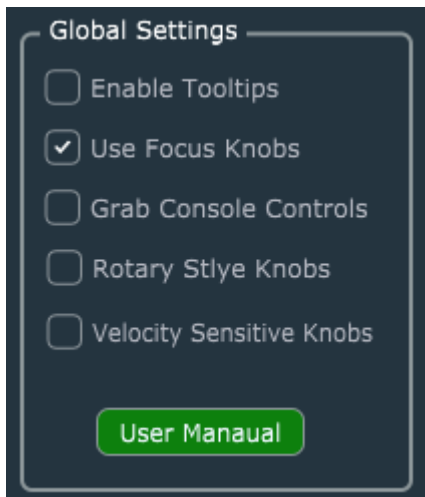 Global Settings
Enable Tooltips
Use Focus Knobs
Grab Console Controls
Rotary Stlye Knobs
Velocity Sensitive Knobs
User Manaual